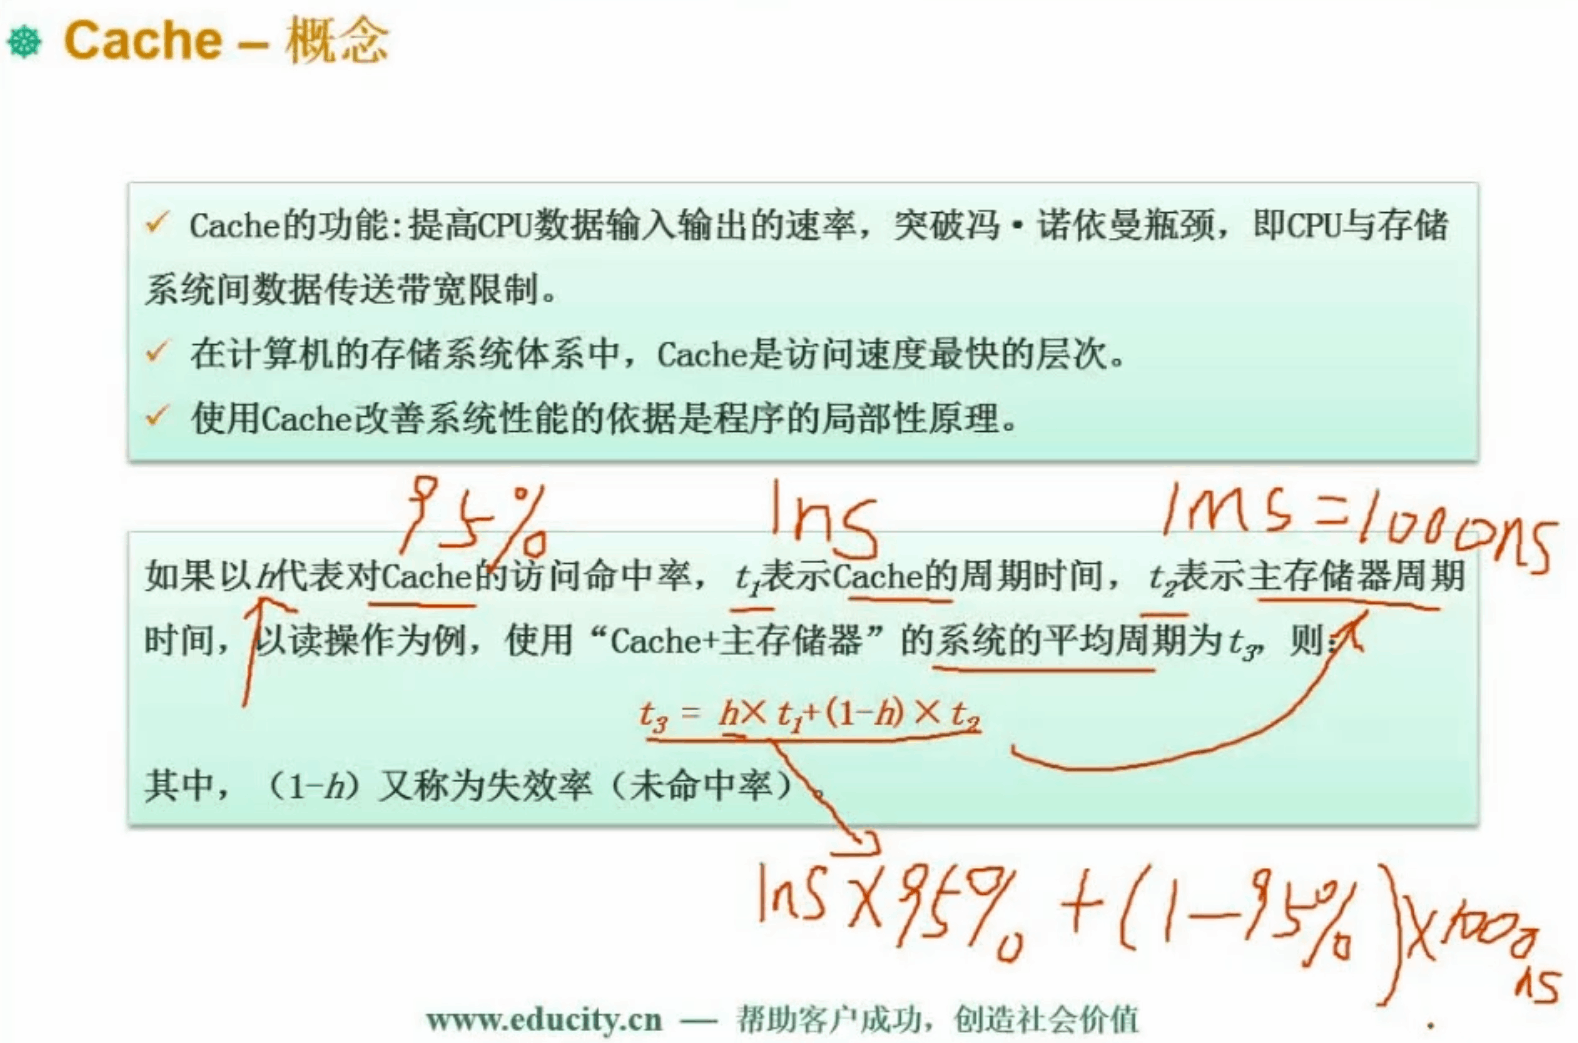 Cache – 概念
✓ Cache的功能:提高CPU数据输入输出的速率，突破冯·诺依曼瓶颈，即CPU与存储
系统间数据传送带宽限制。
✓ 在计算机的存储系统体系中，Cache是访问速度最快的层次。
✓ 使用Cache改善系统性能的依据是程序的局部性原理。
95% 1ns 1ms=1000ns
如果以h代表对Cache的访问命中率，t₁表示Cache的周期时间，t₂表示主存储器周期
时间，以读操作为例，使用“Cache+主存储器”的系统的平均周期为t₃，则：
t₃ = h×t₁+(1-h)×t₂
其中，（1-h）又称为失效率（未命中率）。
1ns×95%+(1-95%)×1000
ns
www.educity.cn — 帮助客户成功，创造社会价值